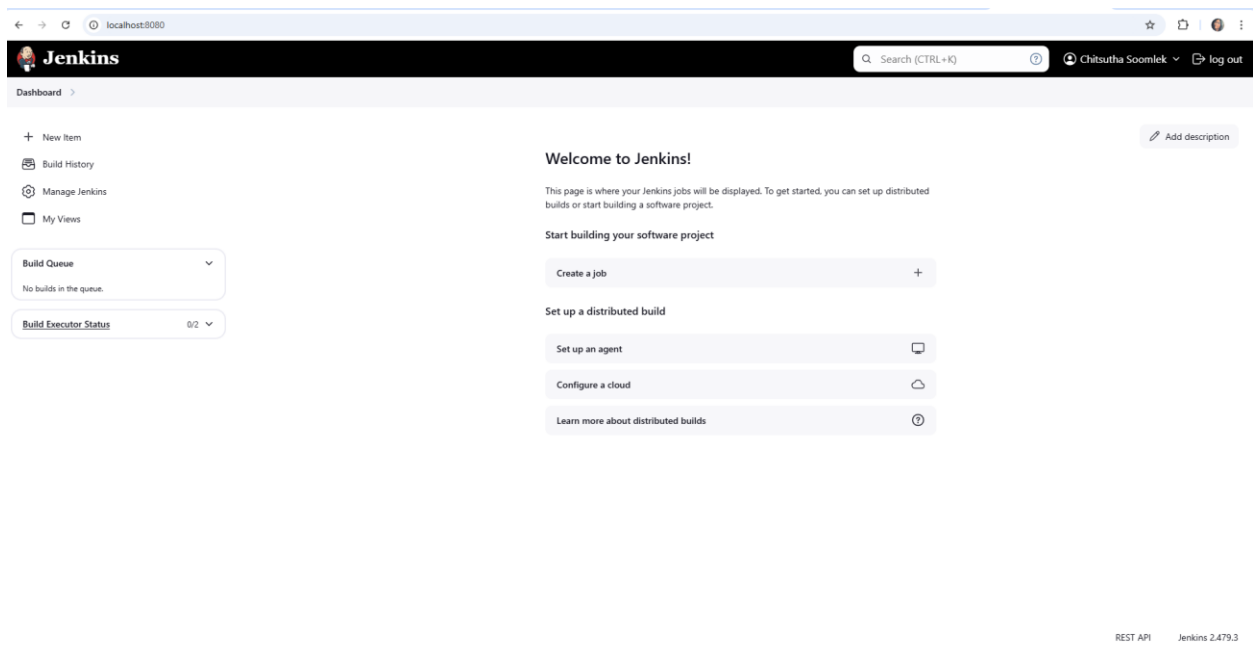 localhost:8080
Jenkins
Search (CTRL+K)
Chitsutha Soomlek
log out
Dashboard
New Item
Build History
Manage Jenkins
My Views
Build Queue
No builds in the queue.
Build Executor Status 0/2
Add description
Welcome to Jenkins!
This page is where your Jenkins jobs will be displayed. To get started, you can set up distributed
builds or start building a software project.
Start building your software project
Create a job
Set up a distributed build
Set up an agent
Configure a cloud
Learn more about distributed builds
REST API
Jenkins 2.479.3